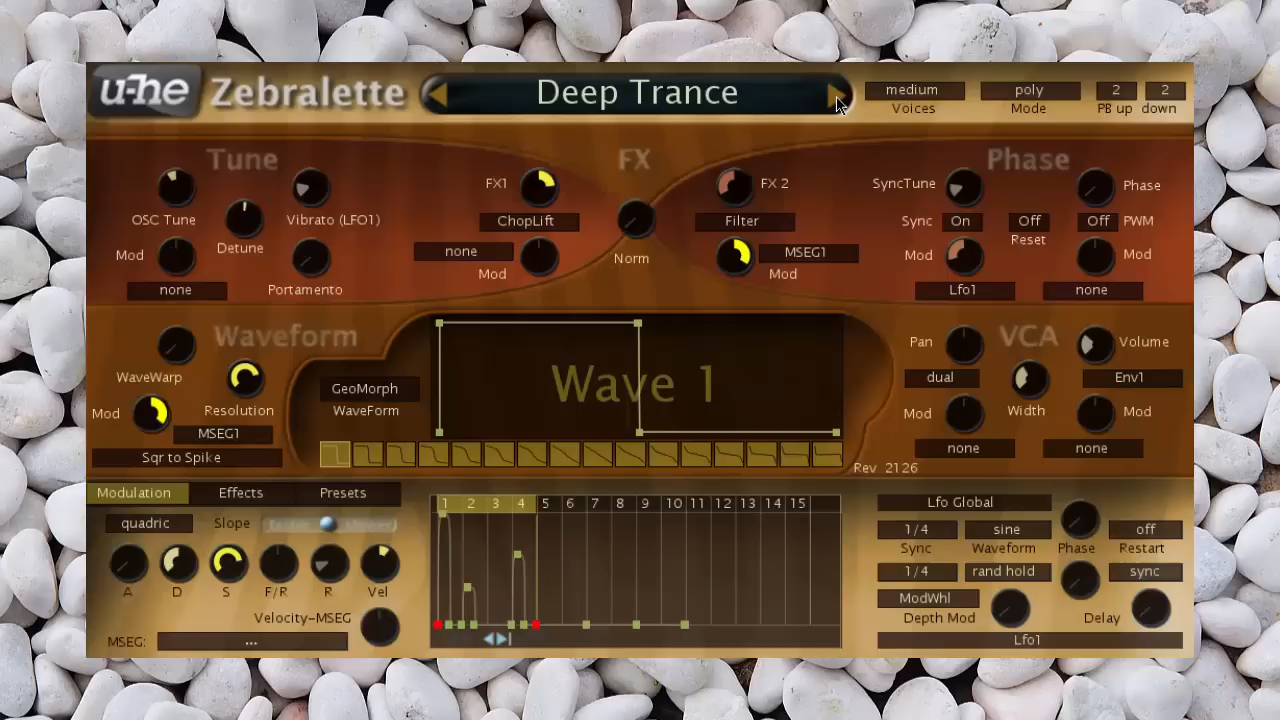 u-he Zebralette Deep Trance medium poly 2 2
Voices Mode PB up down
Tune FX Phase
FX1 FX 2 SyncTune Phase
OSC Tune Vibrato (LFO1) ChopLift Filter Sync On Off Off PWM
Detune Reset
Mod none MSEG1 Mod Mod
Norm
Mod Mod
none Portamento Lfo1 none
Waveform Wave 1 Pan VCA Volume
WaveWarp GeoMorph dual Env1
Mod Resolution WaveForm Mod Width Mod
MSEG1
none none
Sqr to Spike
Rev 2126
Modulation Effects Presets 1 2 3 4 5 6 7 8 9 10 11 12 13 14 15 Lfo Global
quadric Slope 1/4 sine off
Sync Waveform Phase Restart
1/4 rand hold sync
A D S F/R R Vel
ModWhl
Velocity-MSEG Depth Mod Delay
MSEG: ... Lfo1